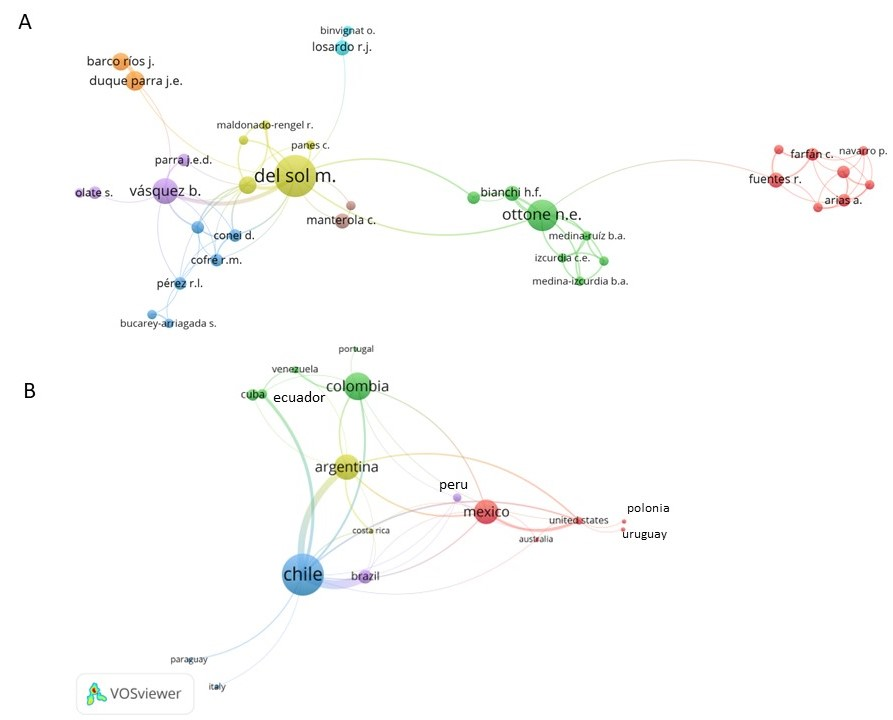 A
binvignat o.
losardo r.j.
barco ríos j.
duque parra j.e.
maldonado-rengel r.
panes c.
parra j.e.d.
del sol m.
olate s.
vásquez b.
bianchi h.f.
farfán c.
navarro p.
fuentes r.
arias a.
manterola c.
ottone n.e.
conei d.
medina-ruíz b.a.
cofré r.m.
izcurdia c.e.
pérez r.l.
medina-izcurdia b.a.
bucarey-arriagada s.
B
portugal
venezuela
cuba
ecuador
colombia
argentina
peru
mexico
united states
polonia
uruguay
costa rica
australia
chile
brazil
paraguay
italy
VOSviewer